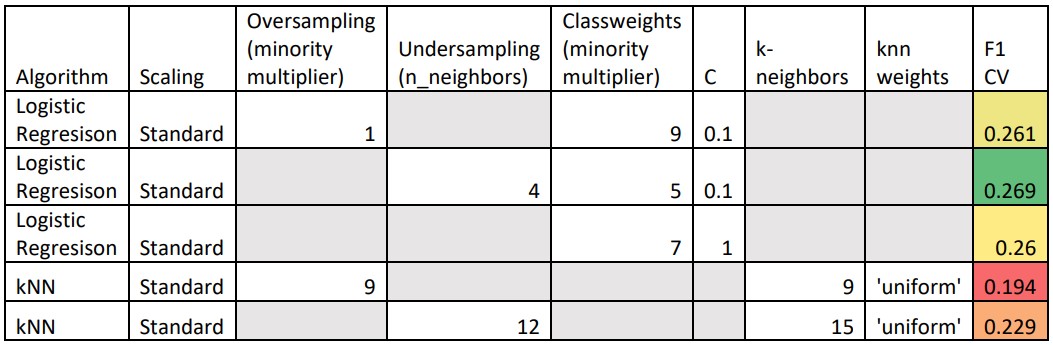 Algorithm Scaling Oversampling (minority multiplier) Undersampling (n_neighbors) Classweights (minority multiplier) C k-neighbors knn weights F1 CV
Logistic Regresison Standard 1 9 0.1 0.261
Logistic Regresison Standard 4 5 0.1 0.269
Logistic Regresison Standard 7 1 0.26
kNN Standard 9 9 'uniform' 0.194
kNN Standard 12 15 'uniform' 0.229